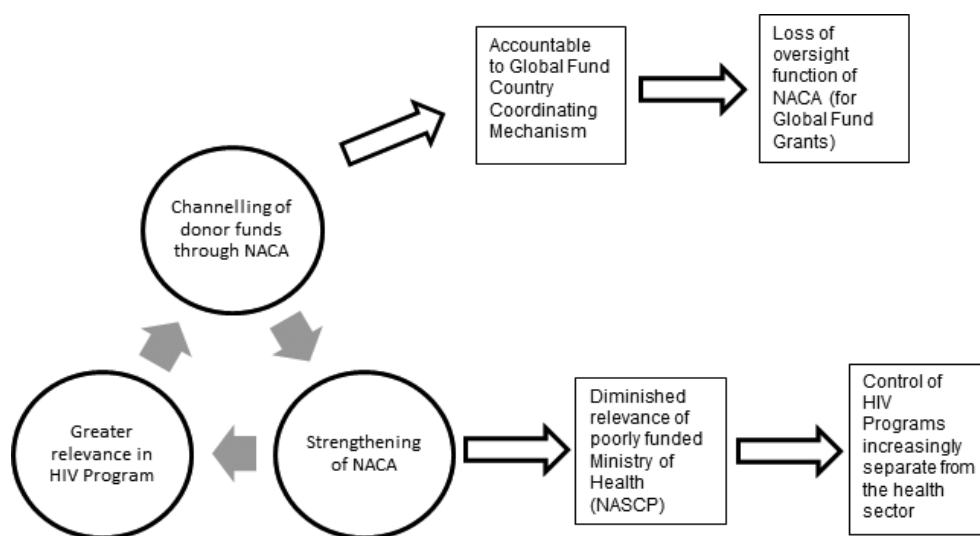 Accountable
to Global Fund
Country
Coordinating
Mechanism
Loss of
oversight
function of
NACA (for
Global Fund
Grants)
Channelling of
donor funds
through NACA
Greater
relevance in
HIV Program
Strengthening
of NACA
Diminished
relevance of
poorly funded
Ministry of
Health
(NASCP)
Control of
HIV
Programs
increasingly
separate from
the health
sector